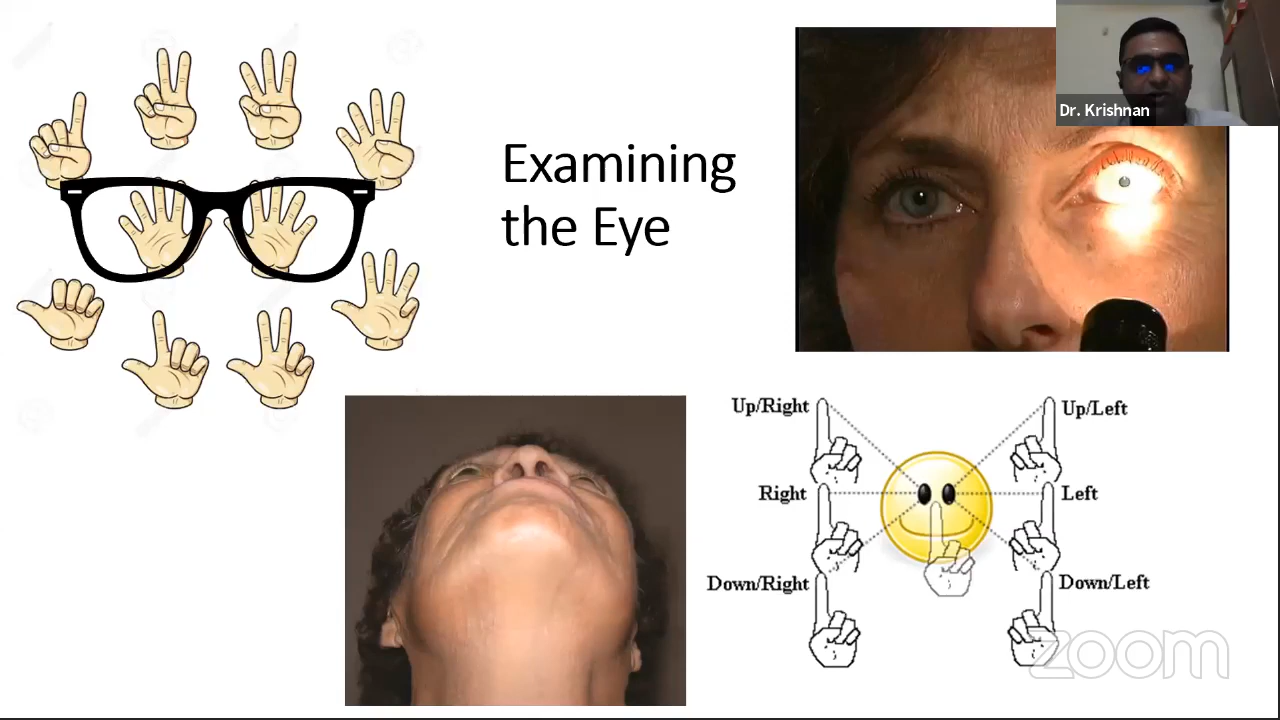 Dr. Krishnan
Examining
the Eye
Up/Right
Up/Left
Right
Left
Down/Right
Down/Left
zoom